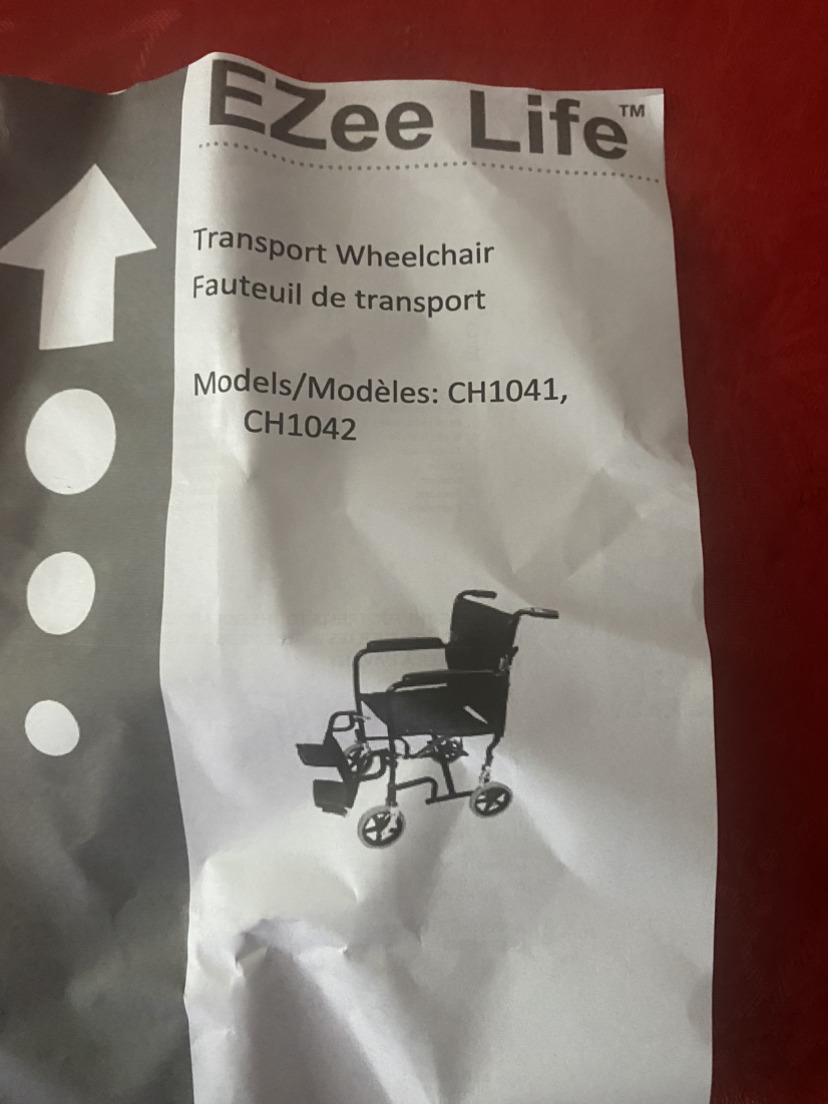 EZee Life™
Transport Wheelchair
Fauteuil de transport
Models/Modèles: CH1041,
CH1042